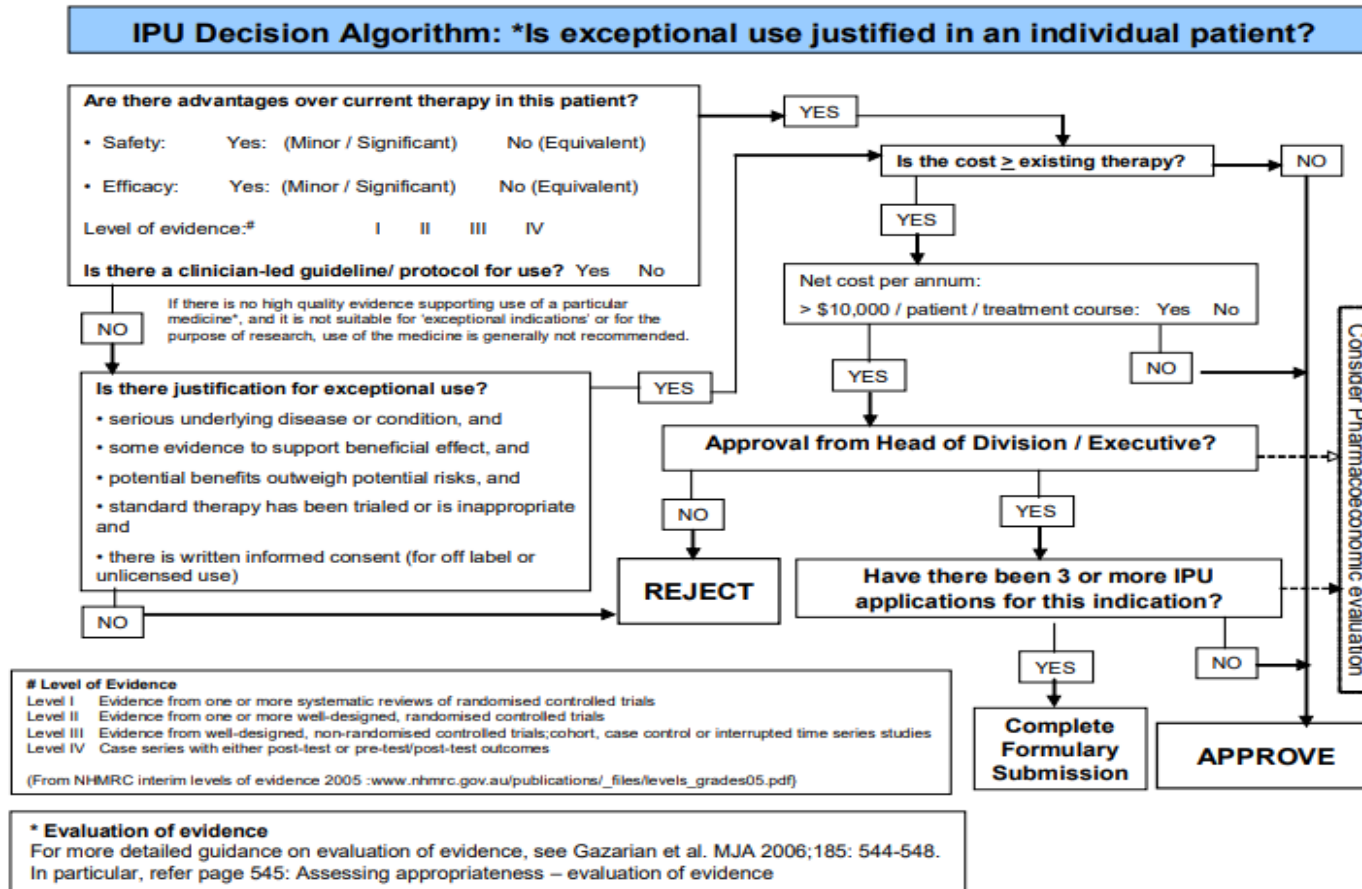 IPU Decision Algorithm: *Is exceptional use justified in an individual patient?
Are there advantages over current therapy in this patient?
• Safety: Yes: (Minor / Significant) No (Equivalent)
• Efficacy: Yes: (Minor / Significant) No (Equivalent)
Level of evidence:# I II III IV
Is there a clinician-led guideline/ protocol for use? Yes No
YES
Is the cost ≥ existing therapy?
NO
YES
Net cost per annum:
> $10,000 / patient / treatment course: Yes No
NO
If there is no high quality evidence supporting use of a particular
medicine*, and it is not suitable for 'exceptional indications' or for the
purpose of research, use of the medicine is generally not recommended.
Is there justification for exceptional use?
• serious underlying disease or condition, and
• some evidence to support beneficial effect, and
• potential benefits outweigh potential risks, and
• standard therapy has been trialed or is inappropriate
and
• there is written informed consent (for off label or
unlicensed use)
YES
NO
YES
NO
Approval from Head of Division / Executive?
NO
YES
REJECT
Have there been 3 or more IPU
applications for this indication?
YES
NO
Complete
Formulary
Submission
APPROVE
Consider Pharmacoeconomic evaluation
# Level of Evidence
Level I Evidence from one or more systematic reviews of randomised controlled trials
Level II Evidence from one or more well-designed, randomised controlled trials
Level III Evidence from well-designed, non-randomised controlled trials;cohort, case control or interrupted time series studies
Level IV Case series with either post-test or pre-test/post-test outcomes
(From NHMRC interim levels of evidence 2005 :www.nhmrc.gov.au/publications/_files/levels_grades05.pdf)
* Evaluation of evidence
For more detailed guidance on evaluation of evidence, see Gazarian et al. MJA 2006;185: 544-548.
In particular, refer page 545: Assessing appropriateness – evaluation of evidence